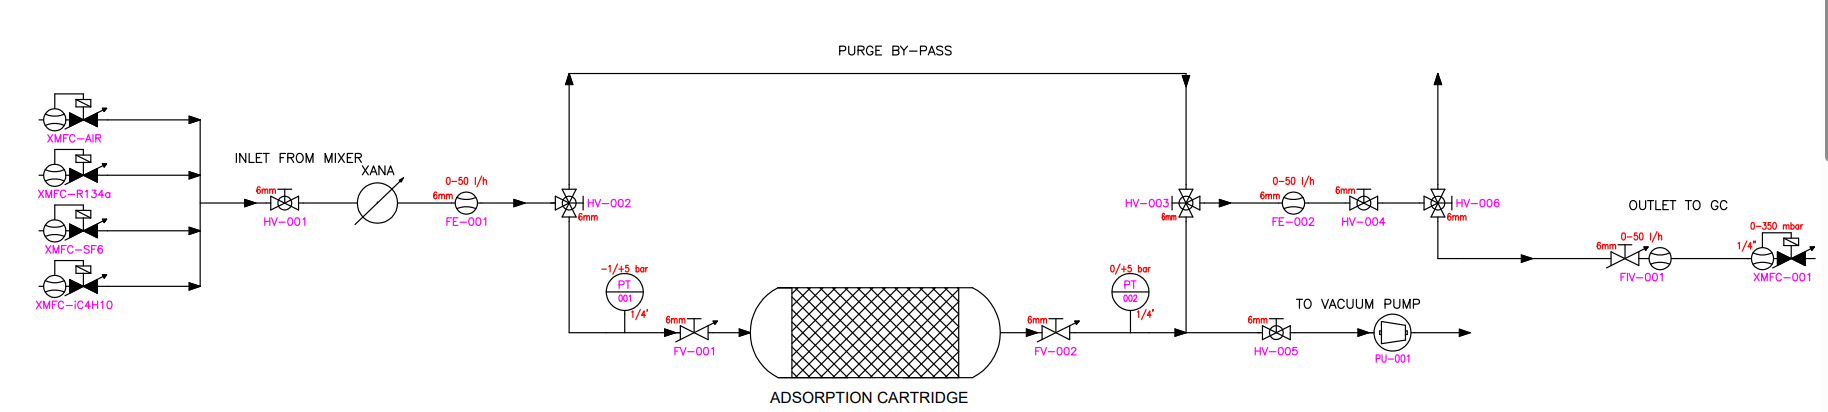 PURGE BY-PASS
XMFC-AIR
XMFC-R134a
XMFC-SF6
XMFC-iC4H10
INLET FROM MIXER
XANA
6mm
HV-001
0-50 l/h
6mm
FE-001
HV-002
6mm
-1/+5 bar
PT
001
1/4'
6mm
FV-001
ADSORPTION CARTRIDGE
6mm
FV-002
0/+5 bar
PT
002
1/4"
HV-003
6mm
0-50 l/h
6mm
FE-002
6mm
HV-004
HV-006
6mm
TO VACUUM PUMP
6mm
HV-005
PU-001
OUTLET TO GC
0-50 l/h
6mm
FIV-001
0-350 mbar
1/4"
XMFC-001